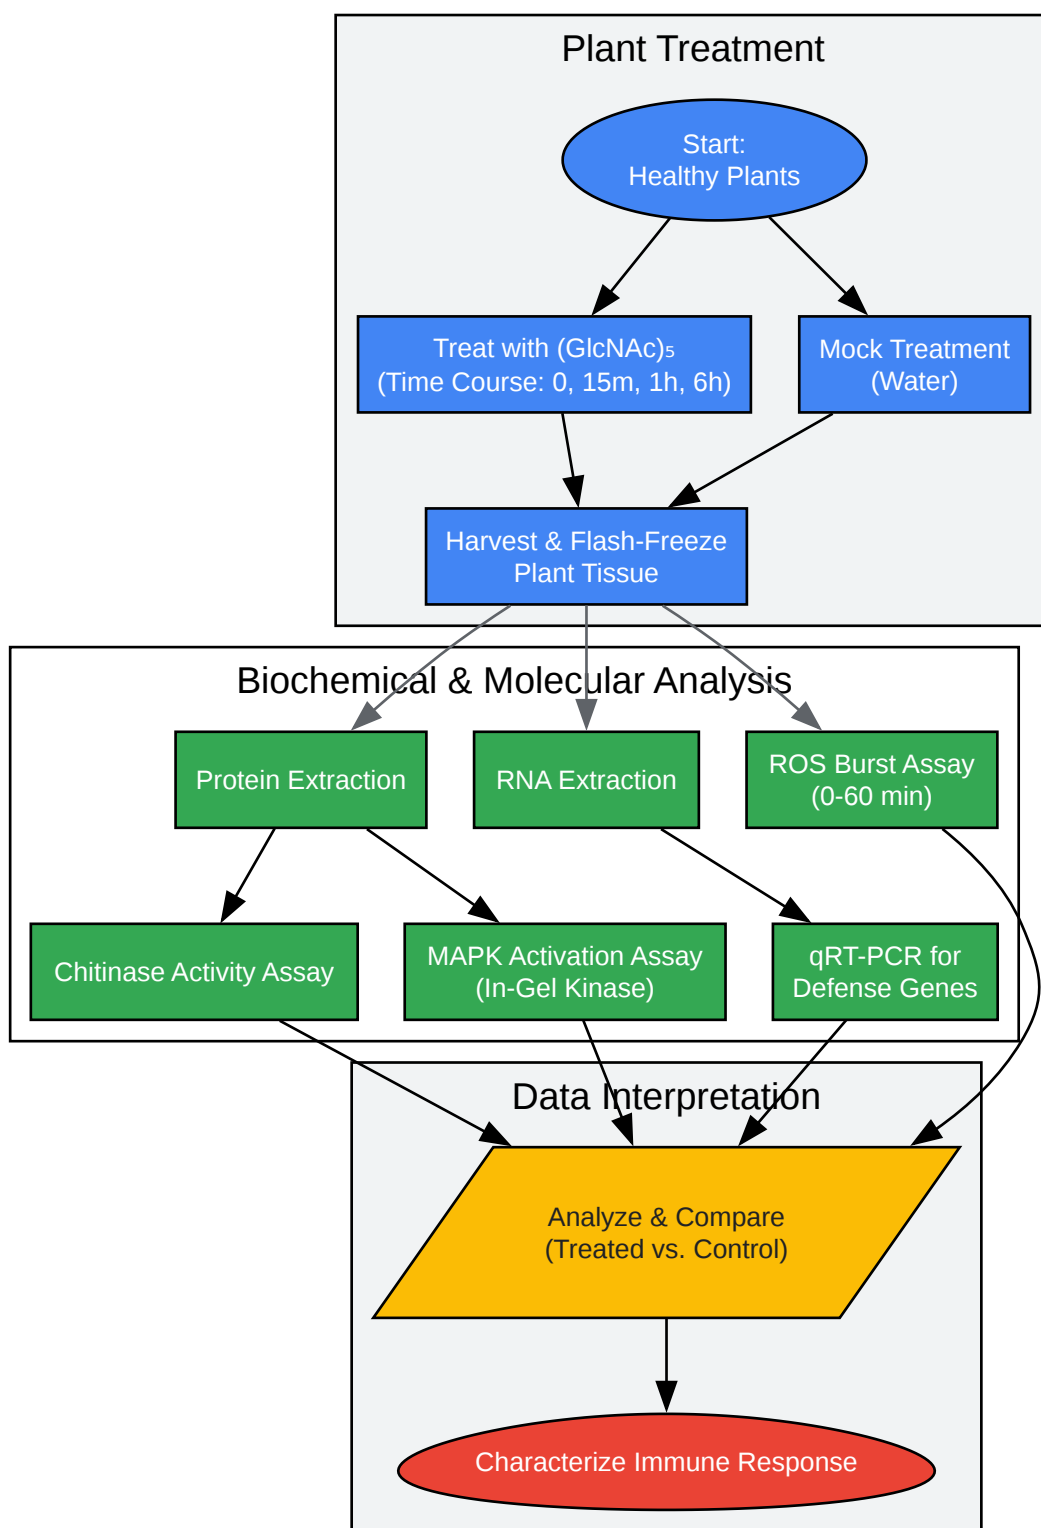 Plant Treatment
Start:
Healthy Plants
Treat with (GlcNAc)₅
(Time Course: 0, 15m, 1h, 6h)
Mock Treatment
(Water)
Harvest & Flash-Freeze
Plant Tissue
Biochemical & Molecular Analysis
Protein Extraction
RNA Extraction
ROS Burst Assay
(0-60 min)
Chitinase Activity Assay
MAPK Activation Assay
(In-Gel Kinase)
qRT-PCR for
Defense Genes
Data Interpretation
Analyze & Compare
(Treated vs. Control)
Characterize Immune Response